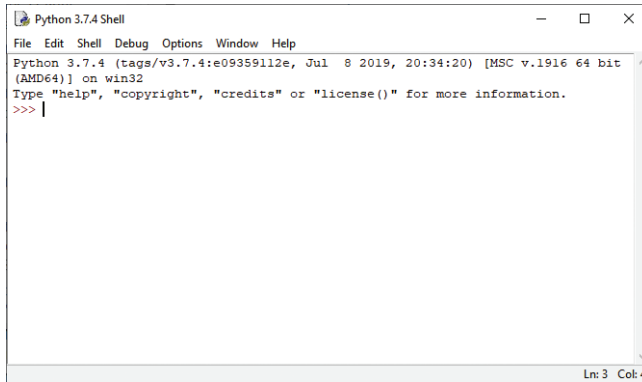 Python 3.7.4 Shell
File Edit Shell Debug Options Window Help
Python 3.7.4 (tags/v3.7.4:e09359112e, Jul  8 2019, 20:34:20) [MSC v.1916 64 bit
(AMD64)] on win32
Type "help", "copyright", "credits" or "license()" for more information.
>>>
Ln: 3 Col: 4